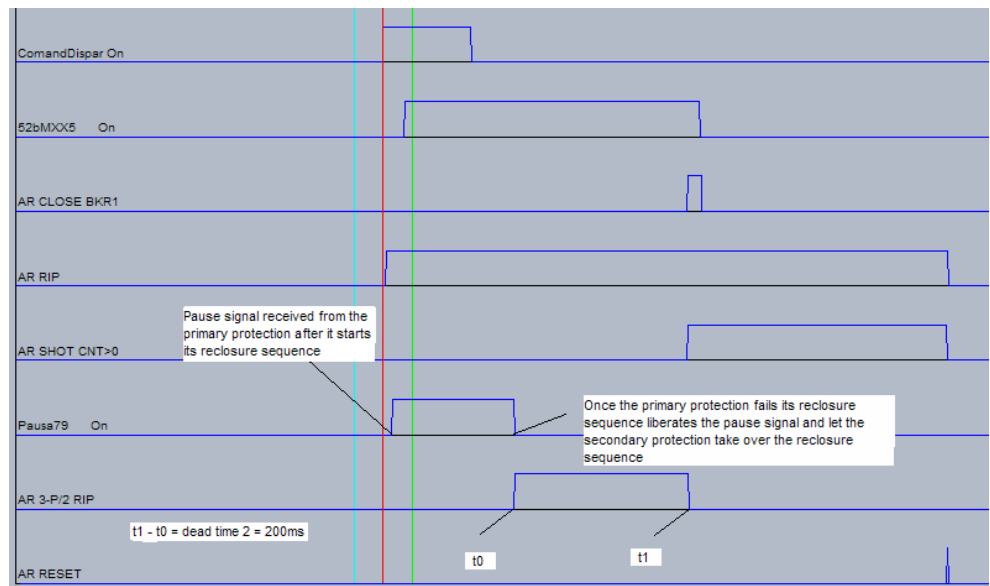 ComandDispar On
52bMXX5 On
AR CLOSE BKR1
AR RIP
Pause signal received from the
primary protection after it starts
its reclosure sequence
AR SHOT CNT>0
Once the primary protection fails its reclosure
sequence liberates the pause signal and let the
secondary protection take over the reclosure
sequence
Pausa79 On
AR 3-P/2 RIP
t1 - t0 = dead time 2 = 200ms
t0
t1
AR RESET